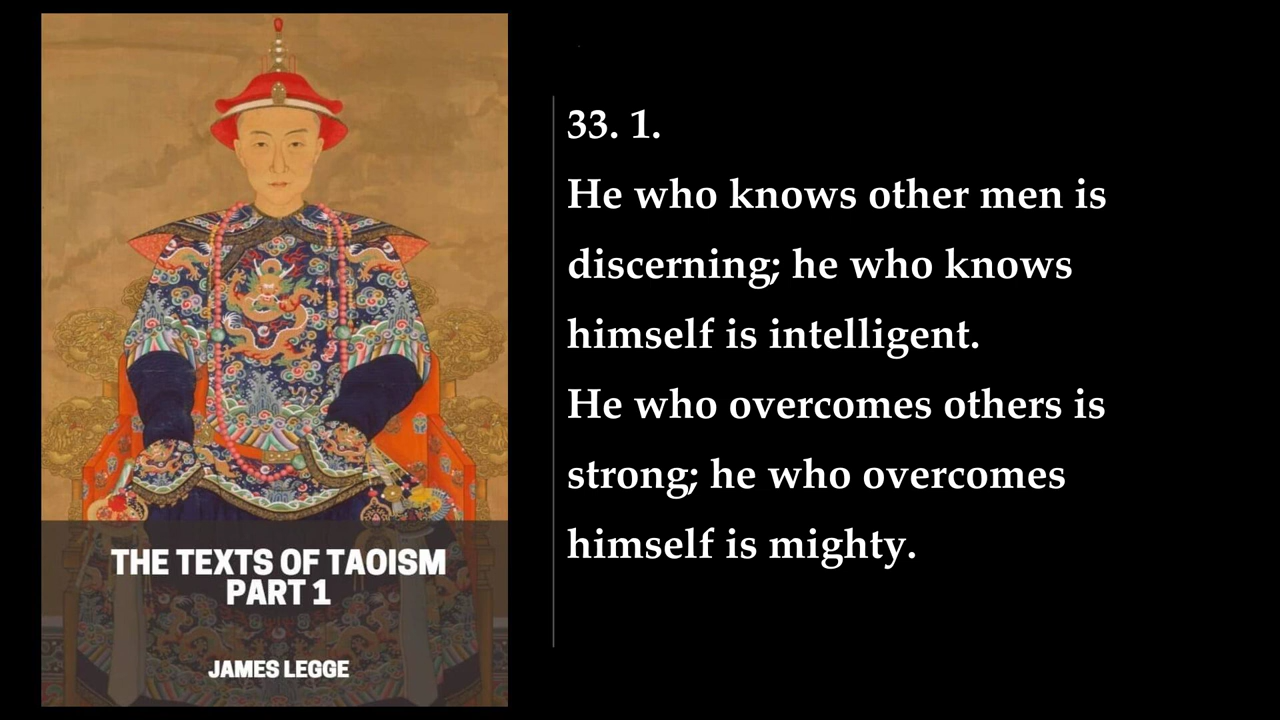 THE TEXTS OF TAOISM
PART 1
JAMES LEGGE
33. 1.
He who knows other men is
discerning; he who knows
himself is intelligent.
He who overcomes others is
strong; he who overcomes
himself is mighty.